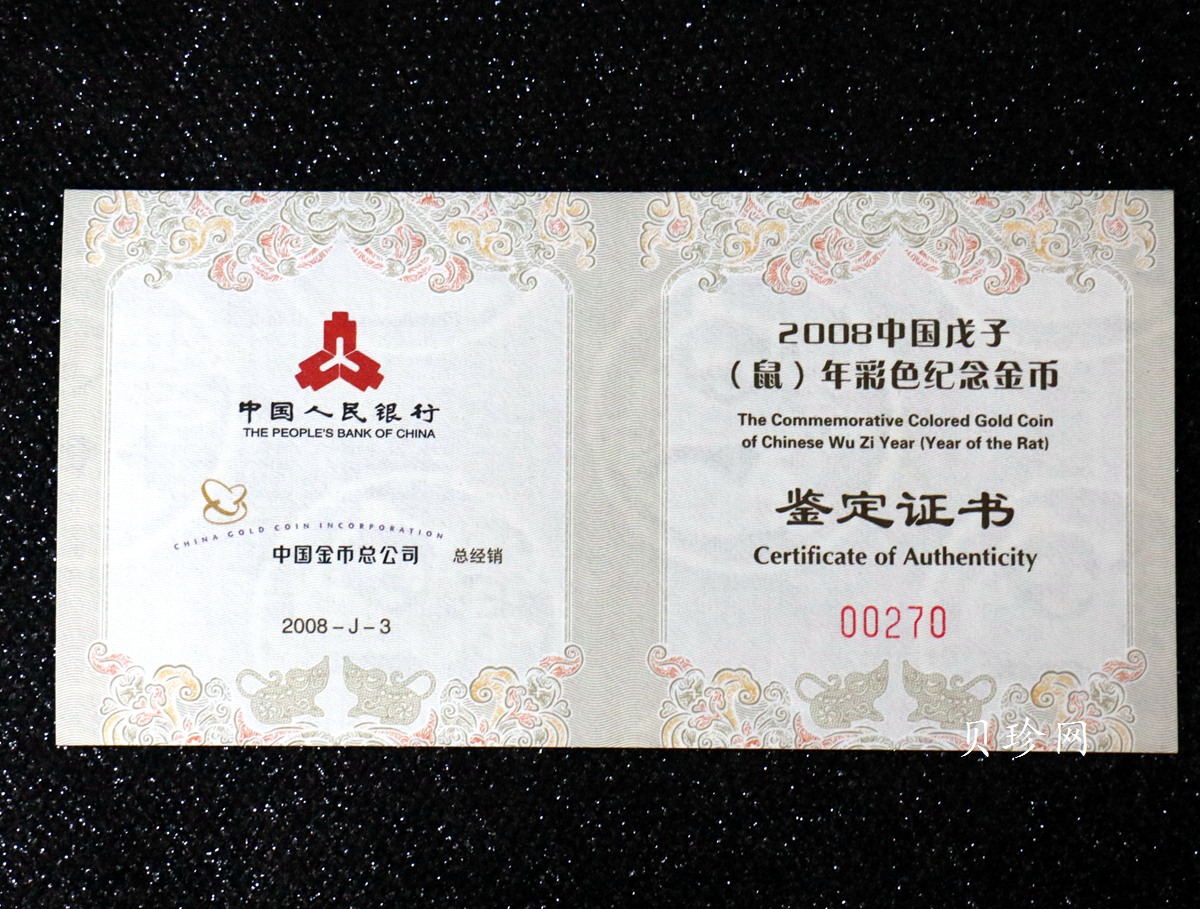 中国人民银行
THE PEOPLE'S BANK OF CHINA
CHINA GOLD COIN INCORPORATION
中国金币总公司 总经销
2008－J－3
2008中国戊子
（鼠）年彩色纪念金币
The Commemorative Colored Gold Coin
of Chinese Wu Zi Year (Year of the Rat)
鉴定证书
Certificate of Authenticity
00270
贝珍网